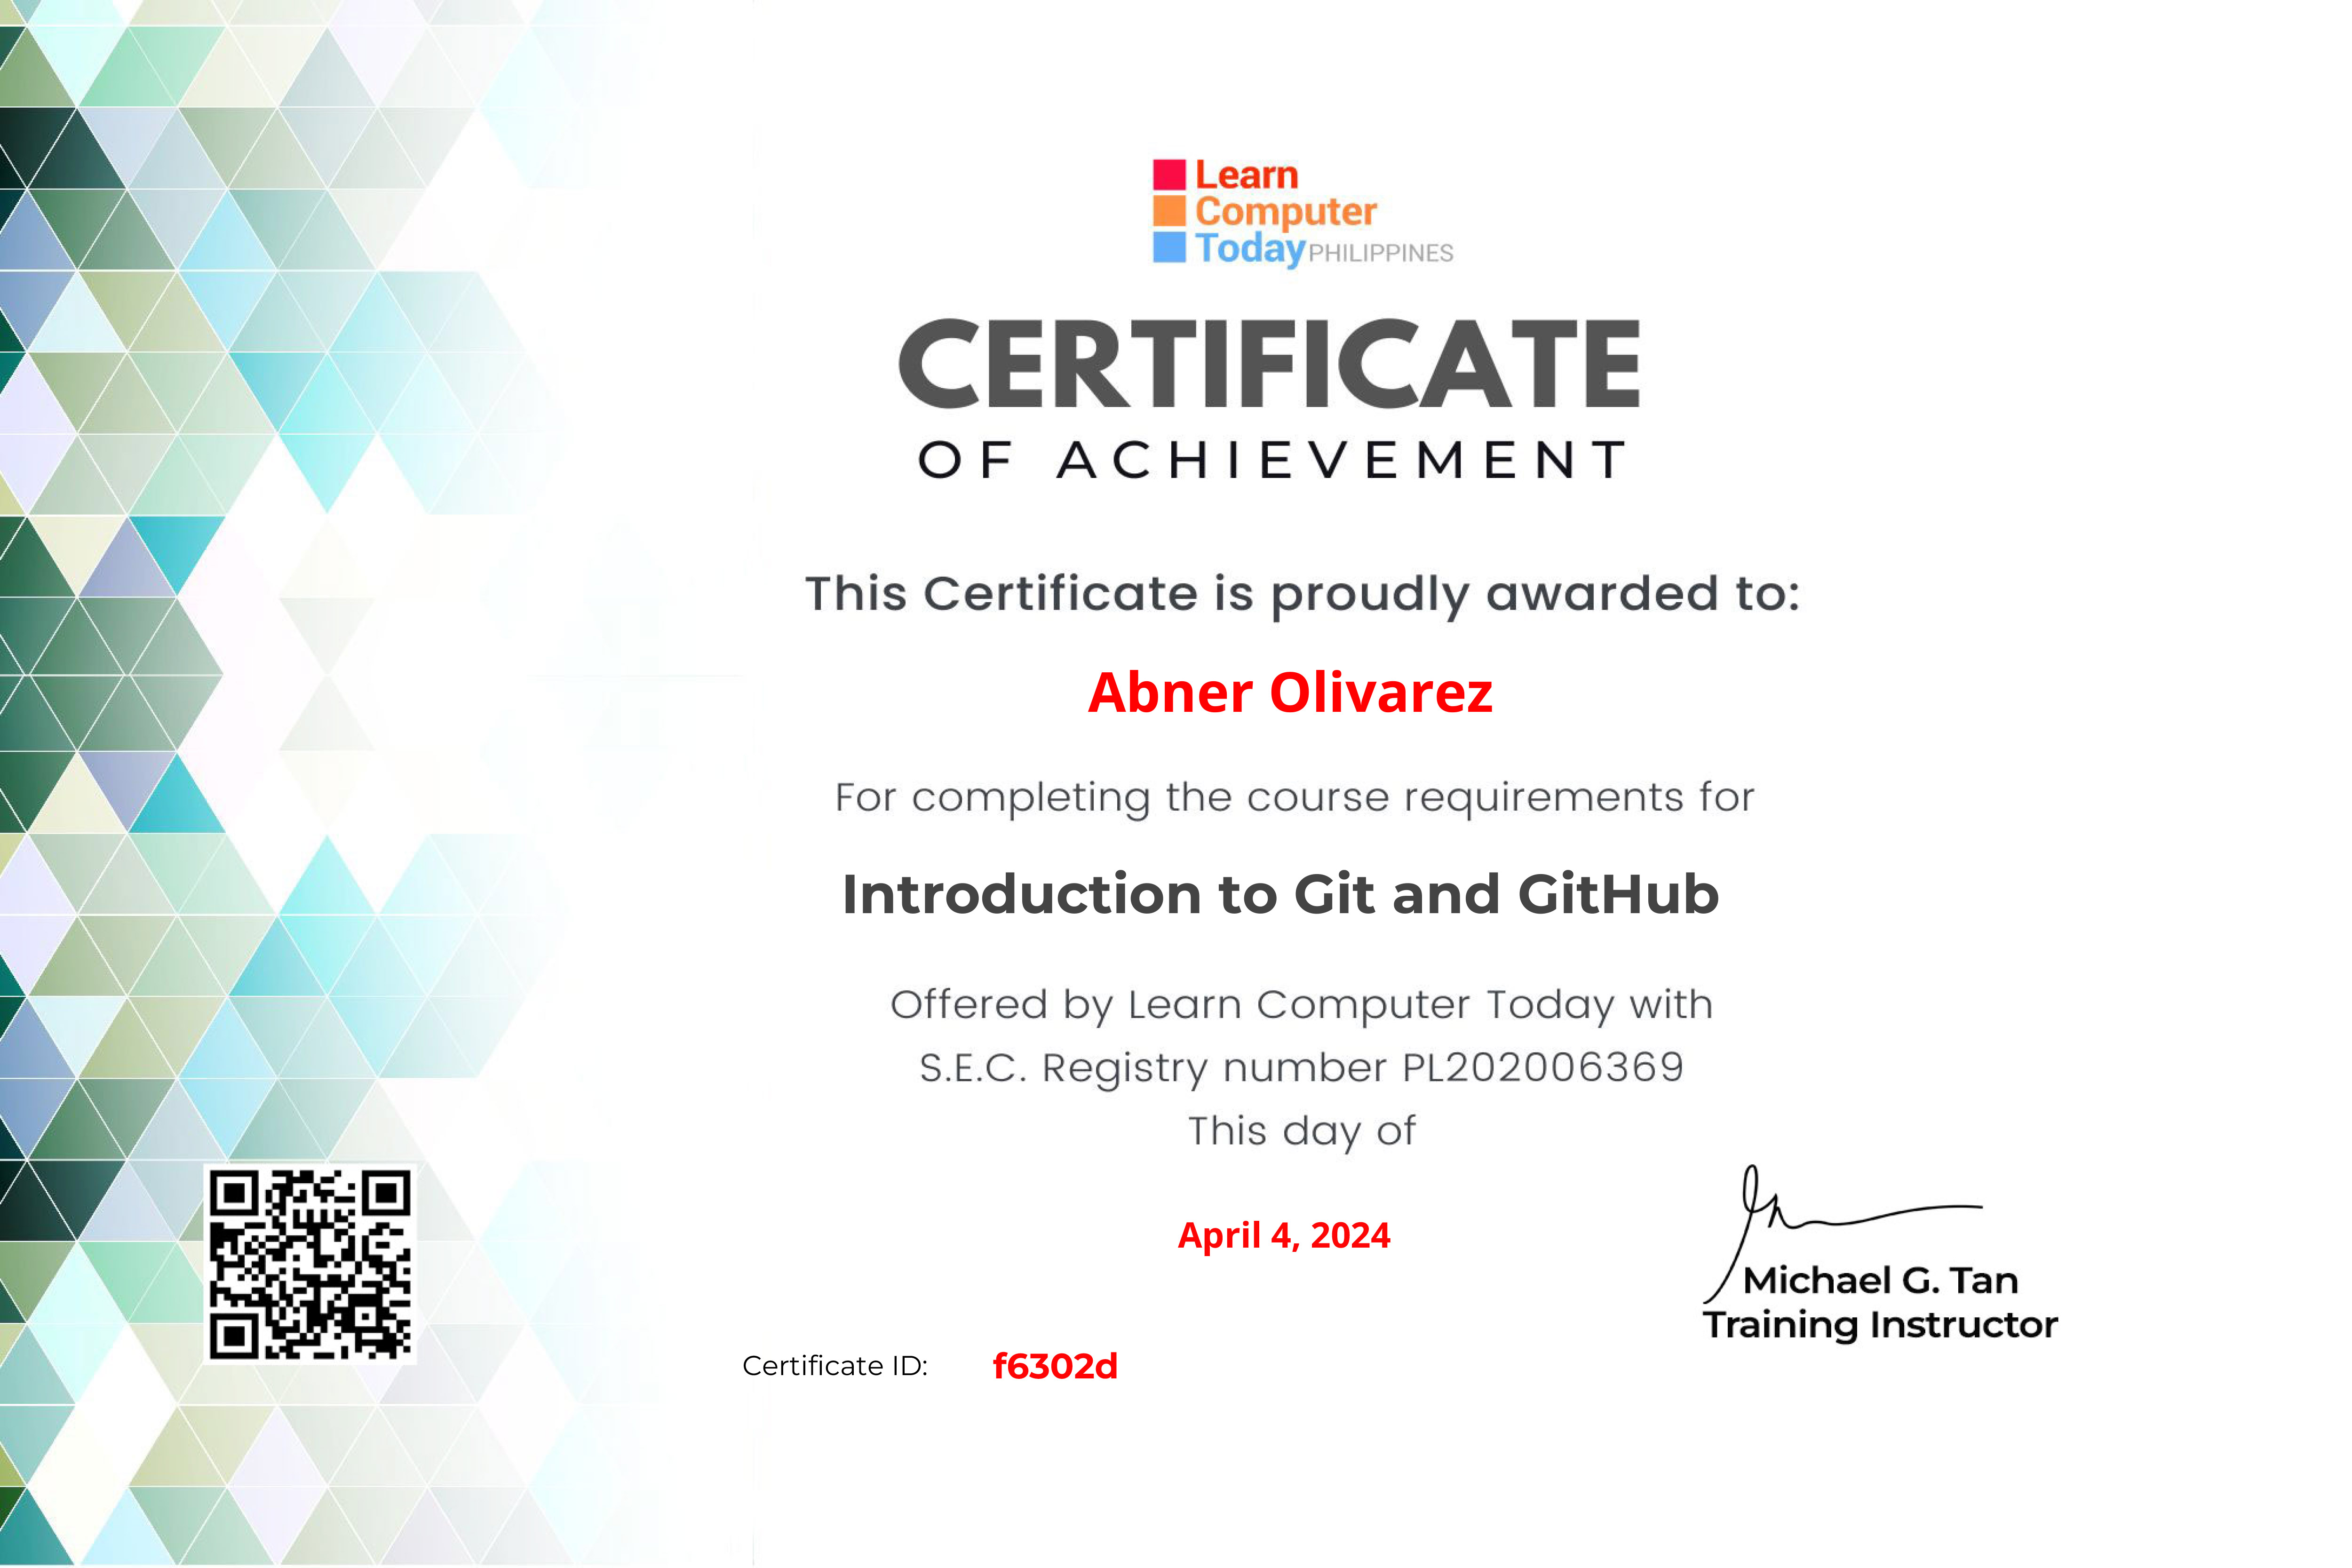 Learn
Computer
Today PHILIPPINES
CERTIFICATE
OF ACHIEVEMENT
This Certificate is proudly awarded to:
Abner Olivarez
For completing the course requirements for
Introduction to Git and GitHub
Offered by Learn Computer Today with
S.E.C. Registry number PL202006369
This day of
April 4, 2024
Michael G. Tan
Training Instructor
Certificate ID: f6302d